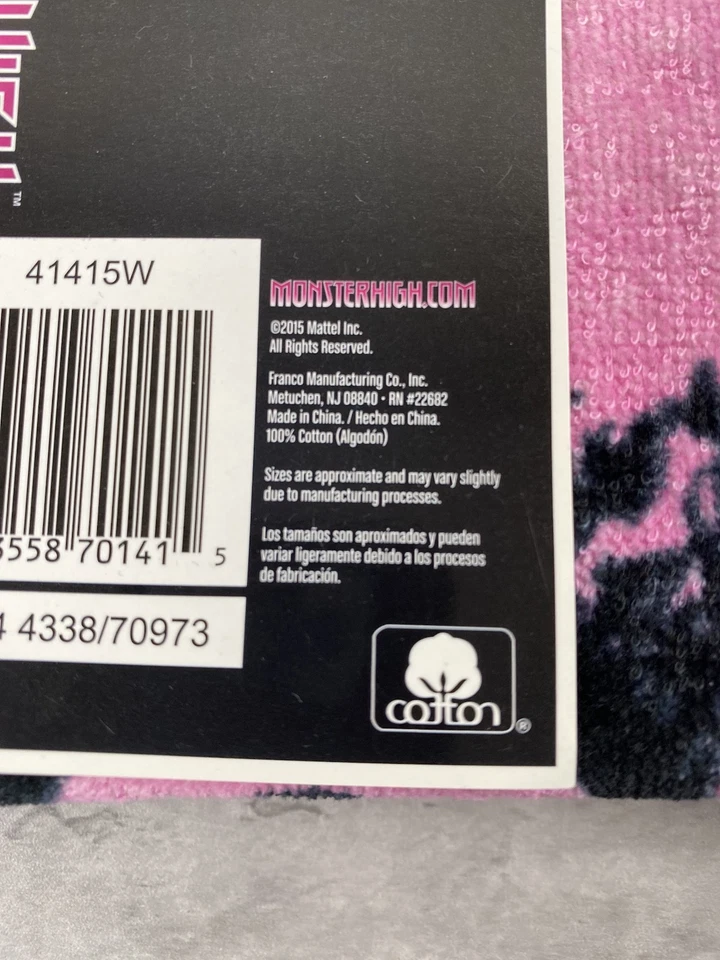 TM
41415W
MONSTERHIGH.COM
©2015 Mattel Inc.
All Rights Reserved.
Franco Manufacturing Co., Inc.
Metuchen, NJ 08840 • RN #22682
Made in China. / Hecho en China.
100% Cotton (Algodón)
Sizes are approximate and may vary slightly
due to manufacturing processes.
Los tamaños son aproximados y pueden
variar ligeramente debido a los procesos
de fabricación.
3558 70141 5
4 4338/70973
cotton®